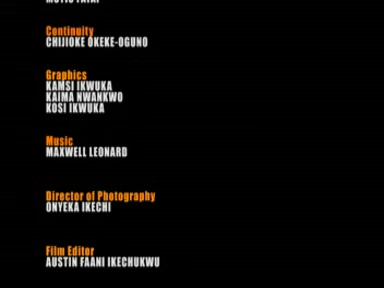 Continuity
CHIJIOKE OKEKE-OGUNO
Graphics
KAMSI IKWUKA
KAIMA NWANKWO
KOSI IKWUKA
Music
MAXWELL LEONARD
Director of Photography
ONYEKA IKECHI
Film Editor
AUSTIN FAANI IKECHUKWU